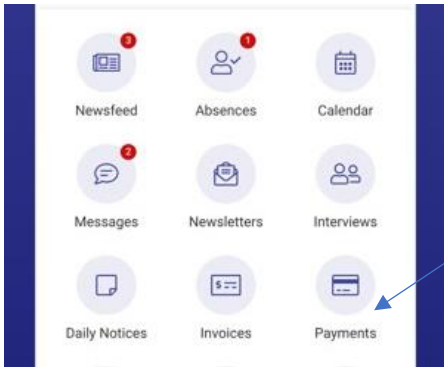 3
1
Newsfeed
Absences
Calendar
2
Messages
Newsletters
Interviews
$
Daily Notices
Invoices
Payments